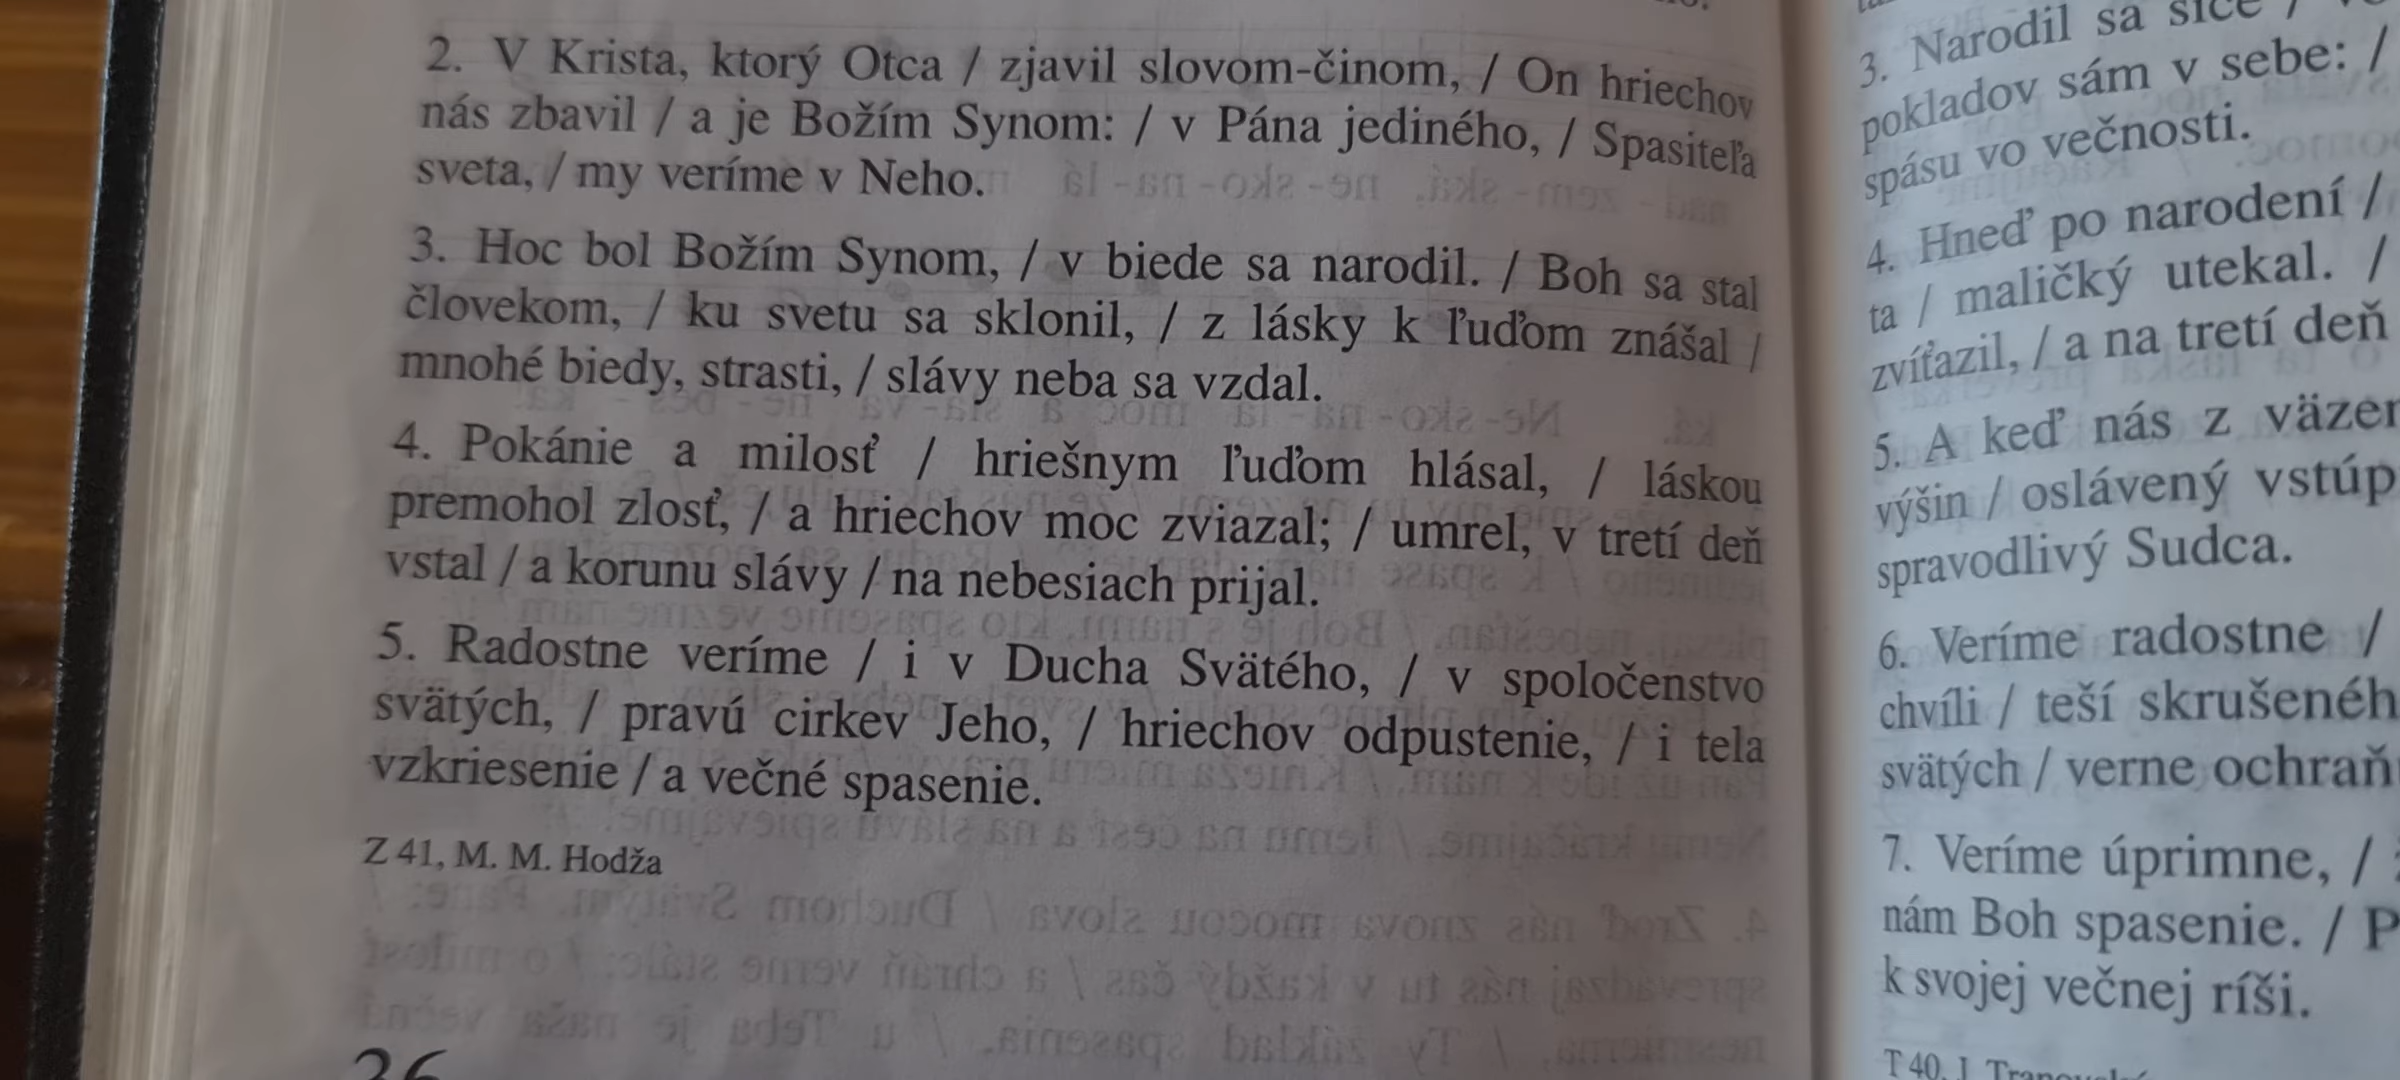 2. V Krista, ktorý Otca / zjavil slovom-činom, / On hriechov
nás zbavil / a je Božím Synom: / v Pána jediného, / Spasiteľa
sveta, / my veríme v Neho.
3. Hoc bol Božím Synom, / v biede sa narodil. / Boh sa stal
človekom, / ku svetu sa sklonil, / z lásky k ľuďom znášal /
mnohé biedy, strasti, / slávy neba sa vzdal.
4. Pokánie a milosť / hriešnym ľuďom hlásal, / láskou
premohol zlosť, / a hriechov moc zviazal; / umrel, v tretí deň
vstal / a korunu slávy / na nebesiach prijal.
5. Radostne veríme / i v Ducha Svätého, / v spoločenstvo
svätých, / pravú cirkev Jeho, / hriechov odpustenie, / i tela
vzkriesenie / a večné spasenie.
Z 41, M. M. Hodža
3. Narodil sa síce /
pokladov sám v sebe: /
spásu vo večnosti.
4. Hneď po narodení /
ta / maličký utekal. /
zvíťazil, / a na tretí deň
5. A keď nás z
výšin / oslávený
spravodlivý Sudca.
6. Veríme radostne /
chvíli / teší
svätých / verne
7. Veríme úprimne, /
nám Boh spasenie. /
k svojej večnej ríši.
T 40, J.